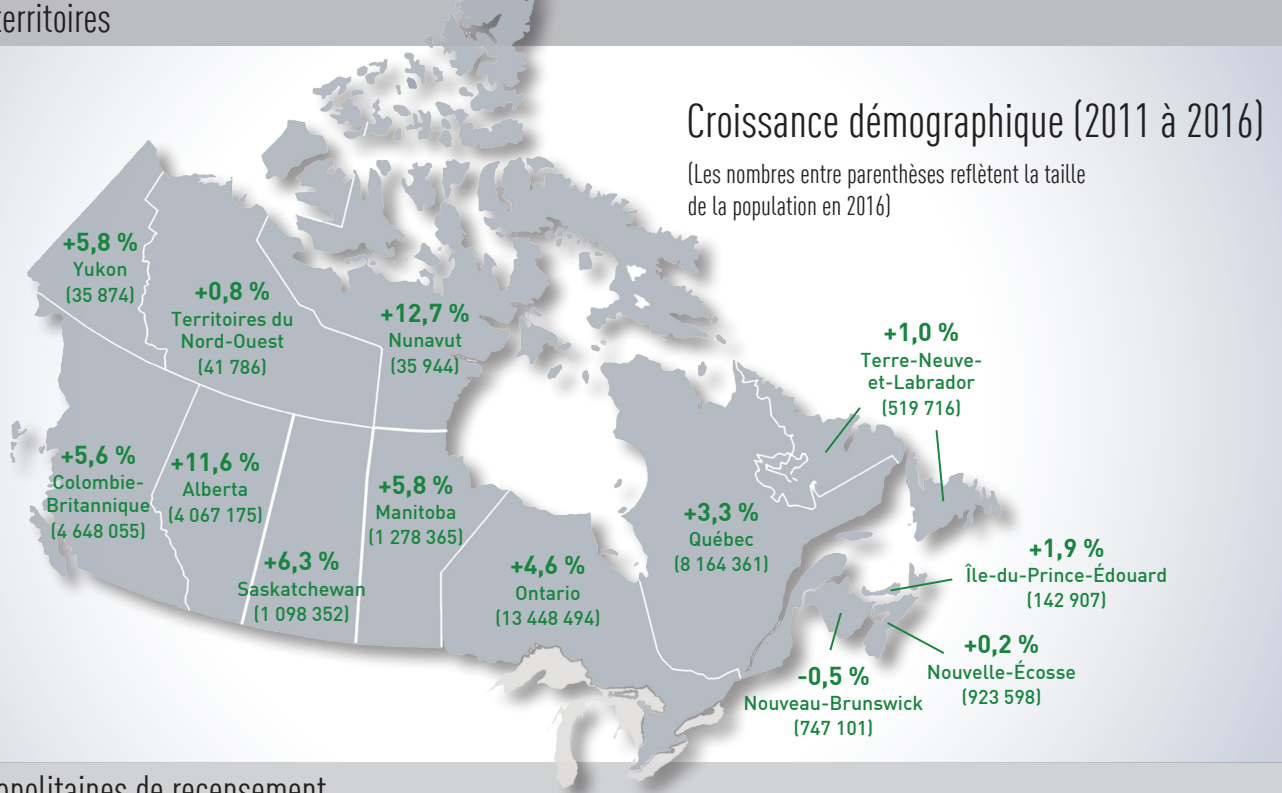 territoires
Croissance démographique (2011 à 2016)
(Les nombres entre parenthèses reflètent la taille
de la population en 2016)
+5,8 %
Yukon
(35 874)
+0,8 %
Territoires du
Nord-Ouest
(41 786)
+12,7 %
Nunavut
(35 944)
+1,0 %
Terre-Neuve-
et-Labrador
(519 716)
+5,6 %
Colombie-
Britannique
(4 648 055)
+11,6 %
Alberta
(4 067 175)
+6,3 %
Saskatchewan
(1 098 352)
+5,8 %
Manitoba
(1 278 365)
+4,6 %
Ontario
(13 448 494)
+3,3 %
Québec
(8 164 361)
+1,9 %
Île-du-Prince-Édouard
(142 907)
+0,2 %
Nouvelle-Écosse
(923 598)
-0,5 %
Nouveau-Brunswick
(747 101)
opolitaines de recensement